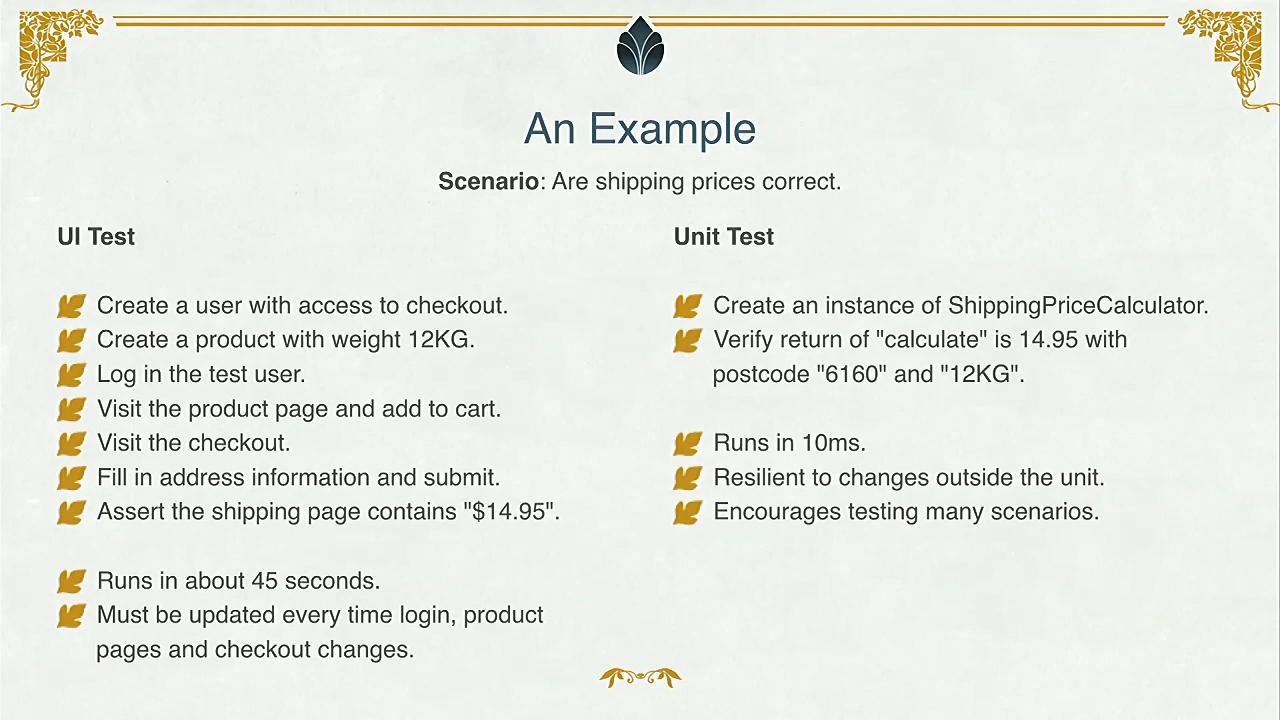 An Example
Scenario: Are shipping prices correct.
UI Test
Create a user with access to checkout.
Create a product with weight 12KG.
Log in the test user.
Visit the product page and add to cart.
Visit the checkout.
Fill in address information and submit.
Assert the shipping page contains "$14.95".
Runs in about 45 seconds.
Must be updated every time login, product
pages and checkout changes.
Unit Test
Create an instance of ShippingPriceCalculator.
Verify return of "calculate" is 14.95 with
postcode "6160" and "12KG".
Runs in 10ms.
Resilient to changes outside the unit.
Encourages testing many scenarios.